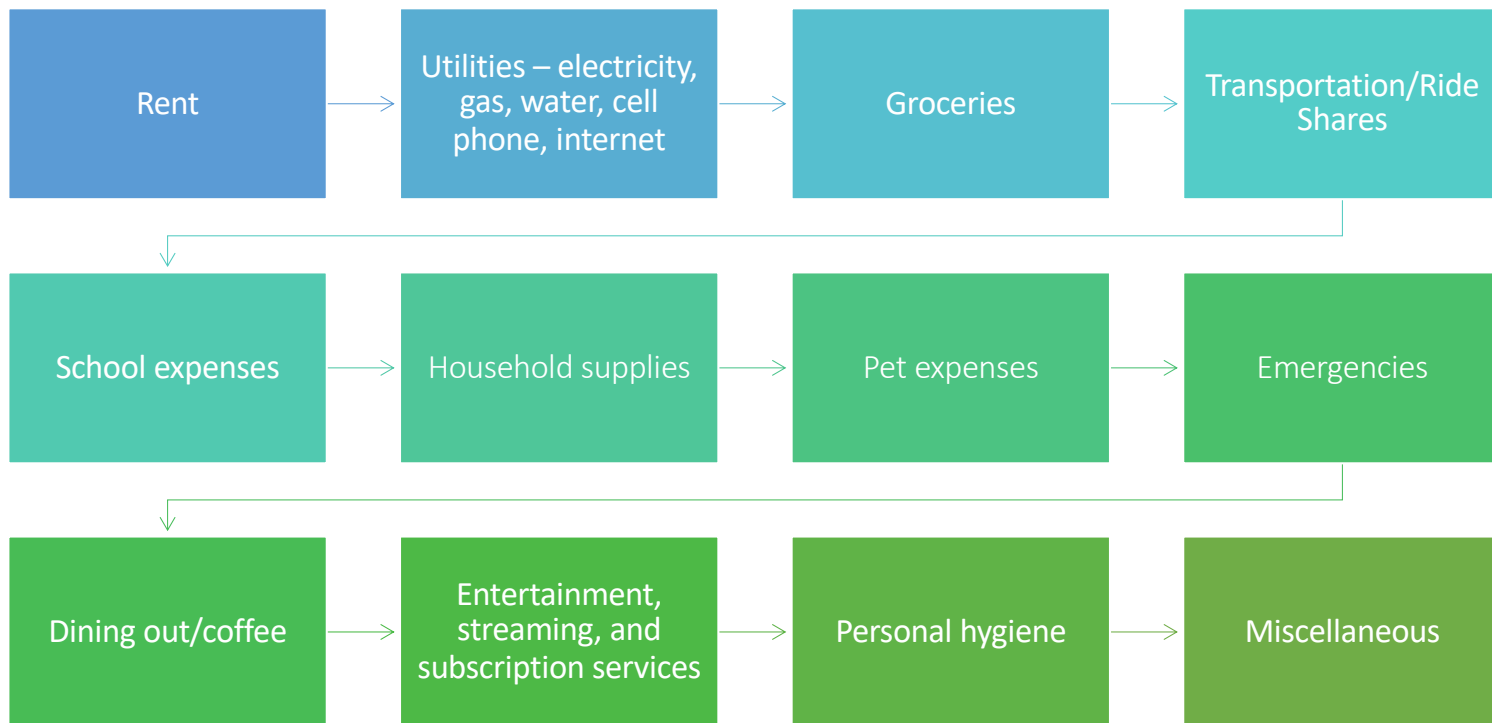 Rent
Utilities – electricity,
gas, water, cell
phone, internet
Groceries
Transportation/Ride
Shares
School expenses
Household supplies
Pet expenses
Emergencies
Dining out/coffee
Entertainment,
streaming, and
subscription services
Personal hygiene
Miscellaneous